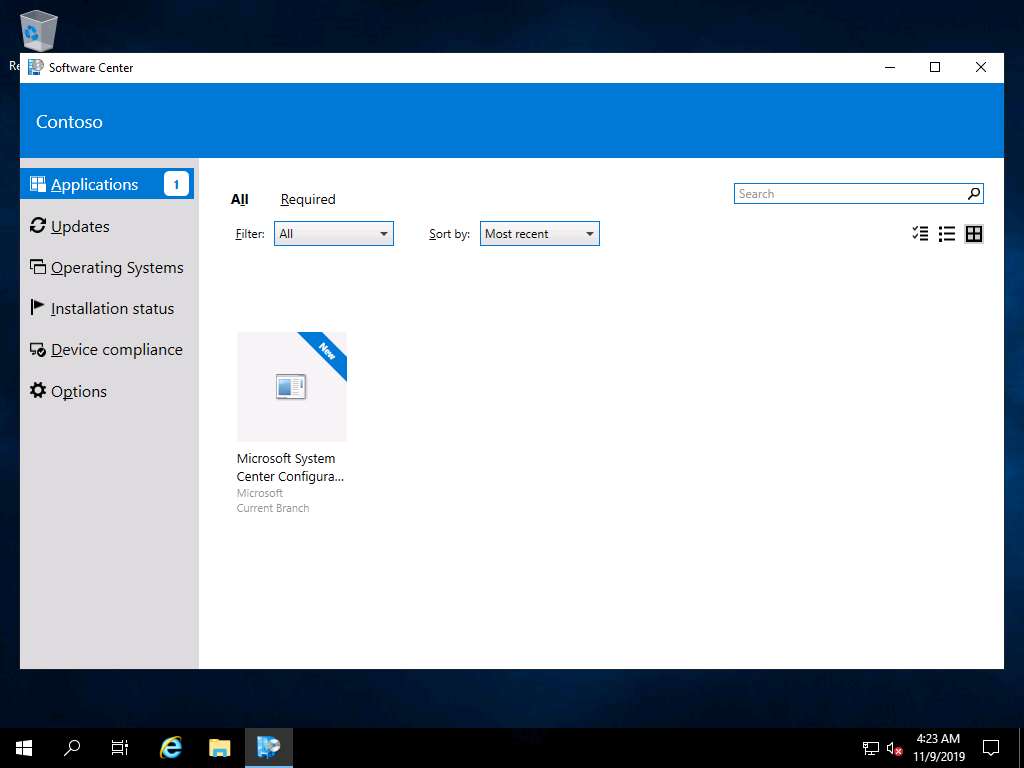 Re
Software Center
Contoso
Applications 1
Updates
Operating Systems
Installation status
Device compliance
Options
All Required
Search
Filter: All Sort by: Most recent
New
Microsoft System
Center Configura...
Microsoft
Current Branch
4:23 AM
11/9/2019